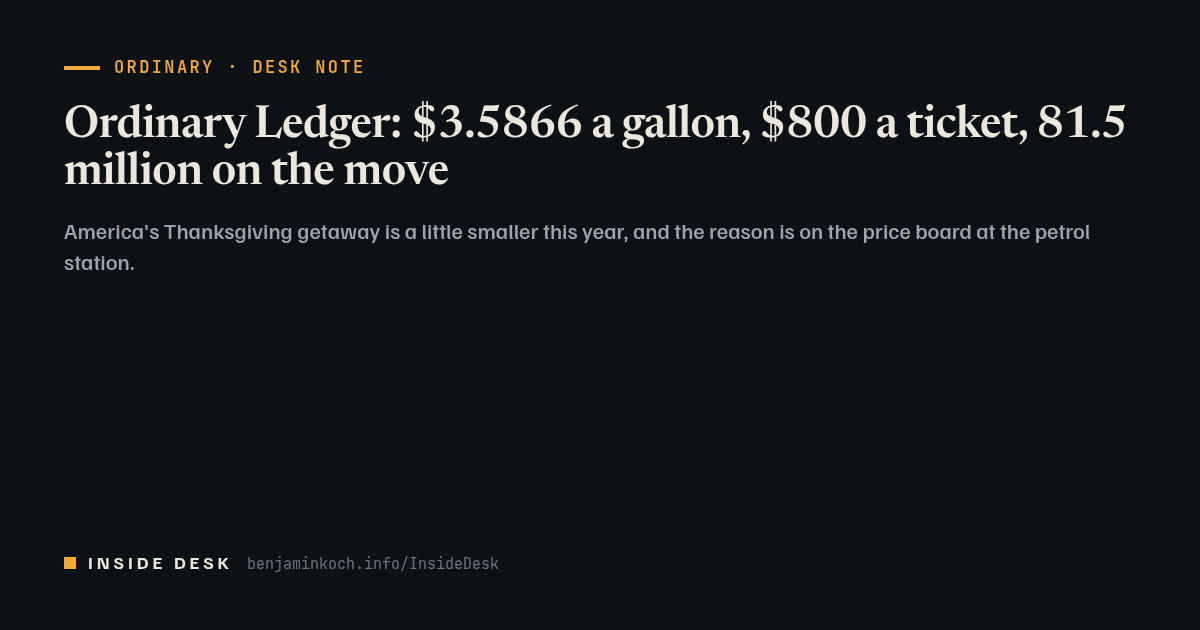 ORDINARY · DESK NOTE
Ordinary Ledger: $3.5866 a gallon, $800 a ticket, 81.5
million on the move
America's Thanksgiving getaway is a little smaller this year, and the reason is on the price board at the petrol
station.
INSIDE DESK benjaminkoch.info/InsideDesk